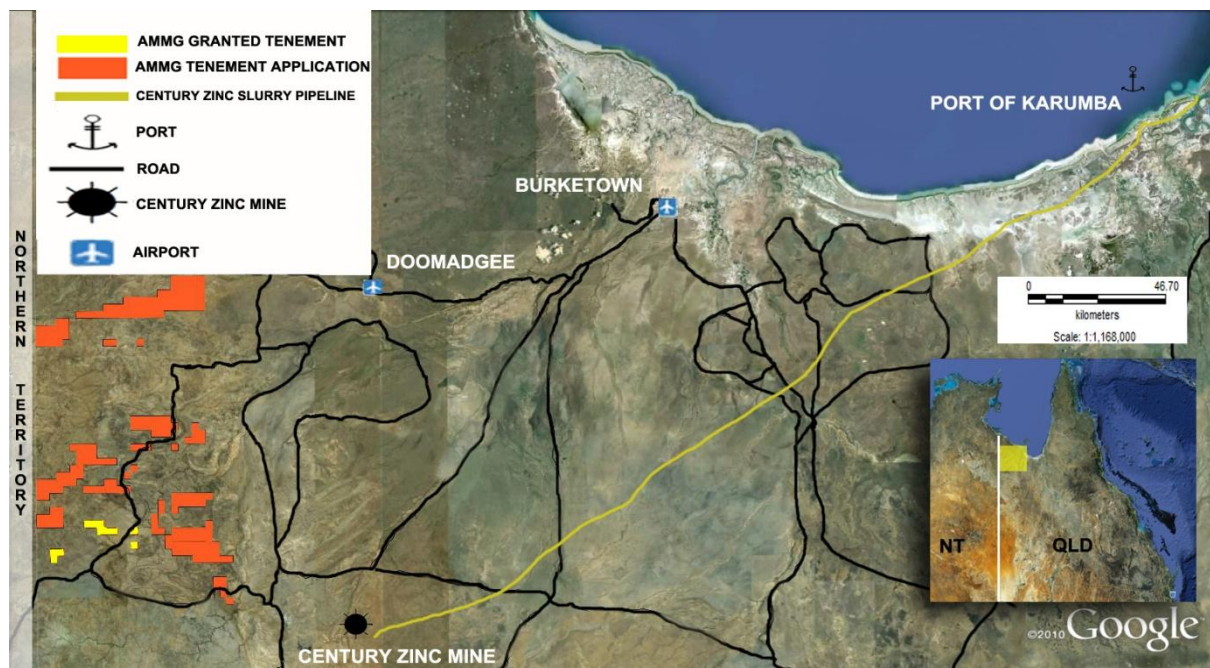 AMMG GRANTED TENEMENT
AMMG TENEMENT APPLICATION
CENTURY ZINC SLURRY PIPELINE
PORT
ROAD
CENTURY ZINC MINE
AIRPORT
NORTHERN TERRITORY
PORT OF KARUMBA
BURKETOWN
DOOMADGEE
0 46.70
kilometers
Scale: 1:1,168,000
NT QLD
CENTURY ZINC MINE
©2010 Google